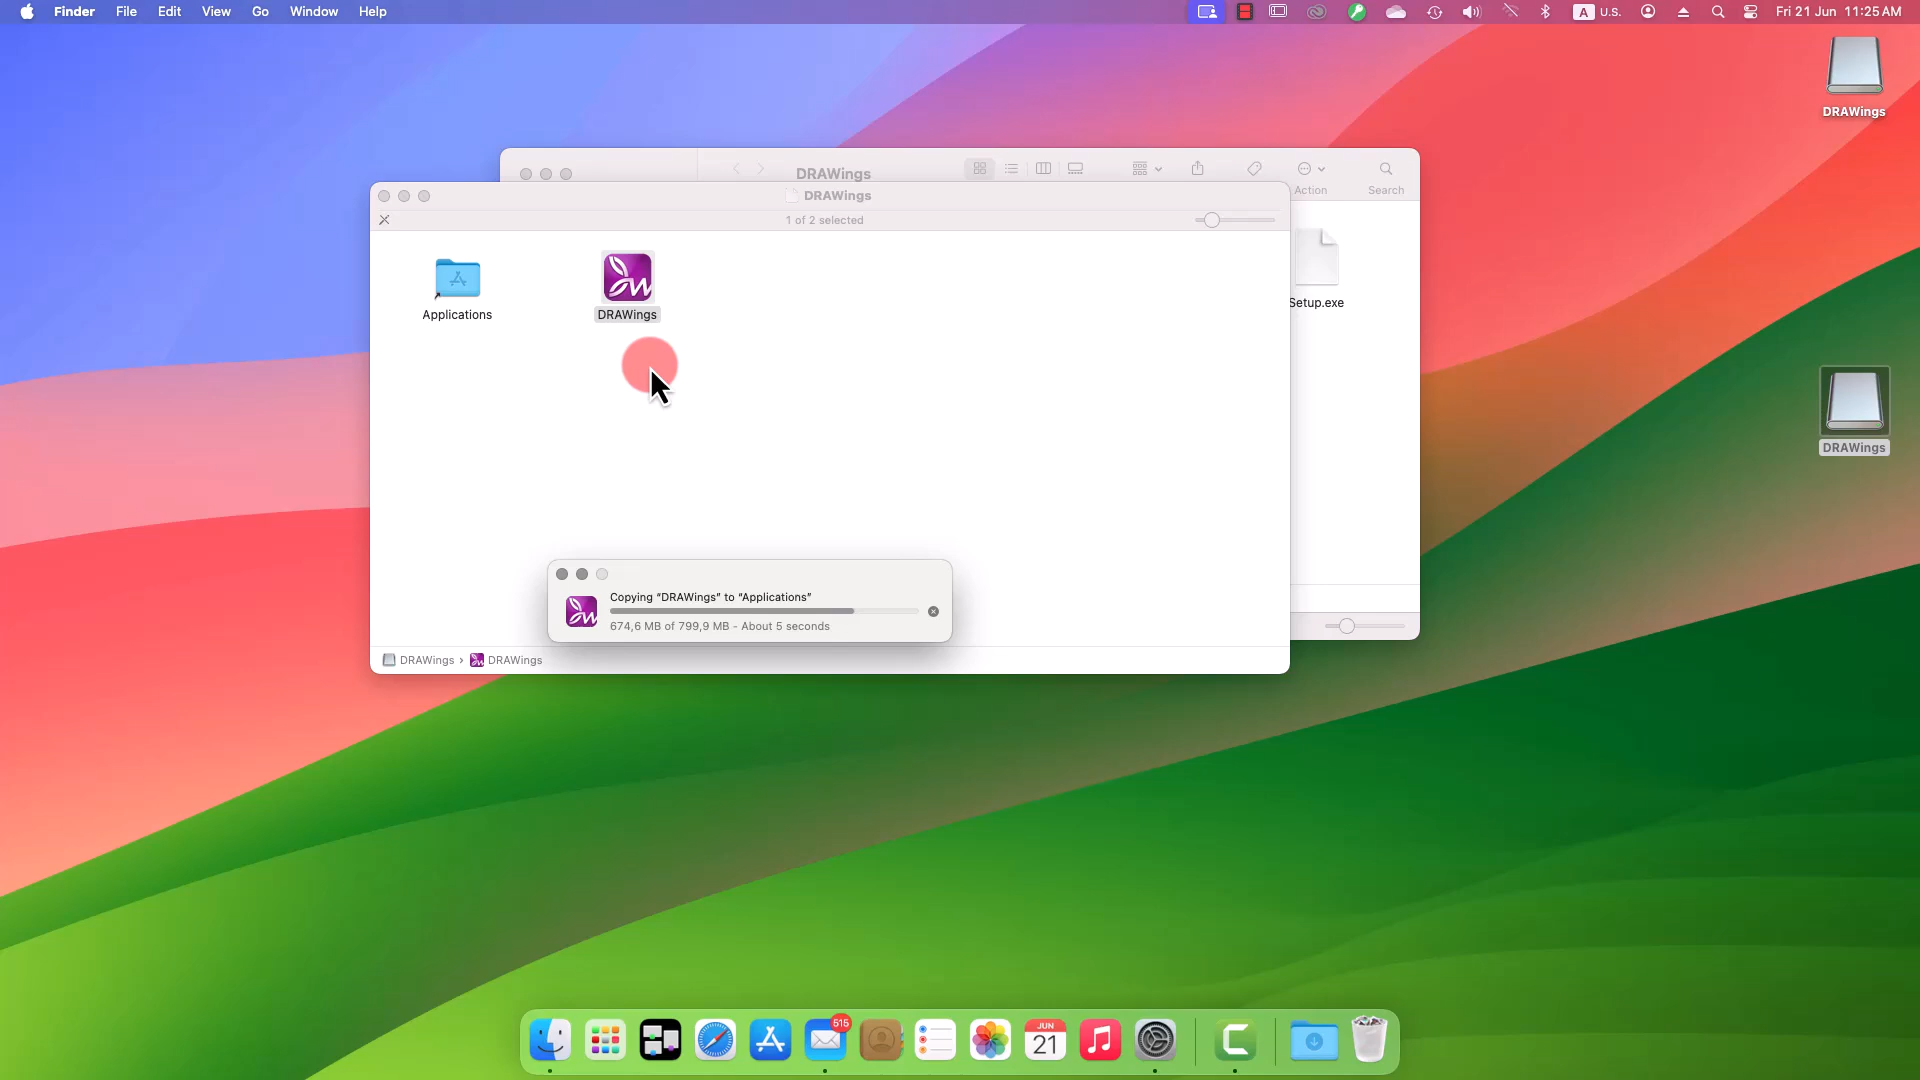 Finder File Edit View Go Window Help
A U.S. Fri 21 Jun 11:25 AM
DRAWings
DRAWings
Action Search
DRAWings
1 of 2 selected
Applications
DRAWings
Setup.exe
DRAWings
Copying “DRAWings” to “Applications”
674,6 MB of 799,9 MB - About 5 seconds
DRAWings › DRAWings
515
JUN
21